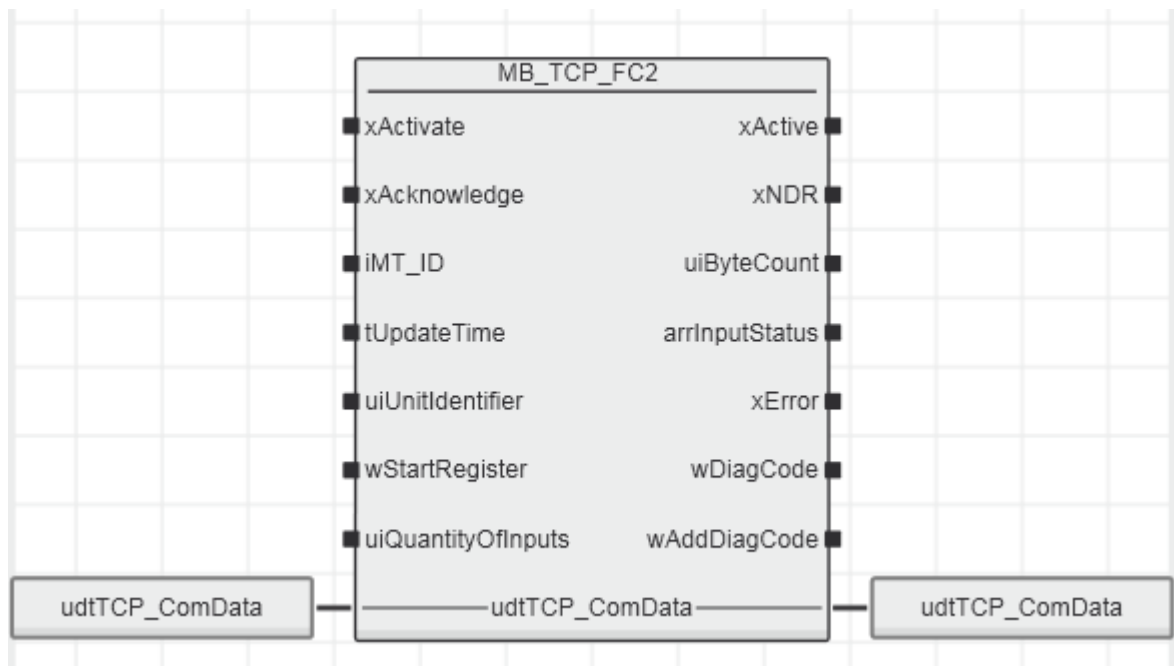 MB_TCP_FC2
xActivate xActive
xAcknowledge xNDR
iMT_ID uiByteCount
tUpdateTime arrInputStatus
uiUnitIdentifier xError
wStartRegister wDiagCode
uiQuantityOfInputs wAddDiagCode
udtTCP_ComData udtTCP_ComData udtTCP_ComData